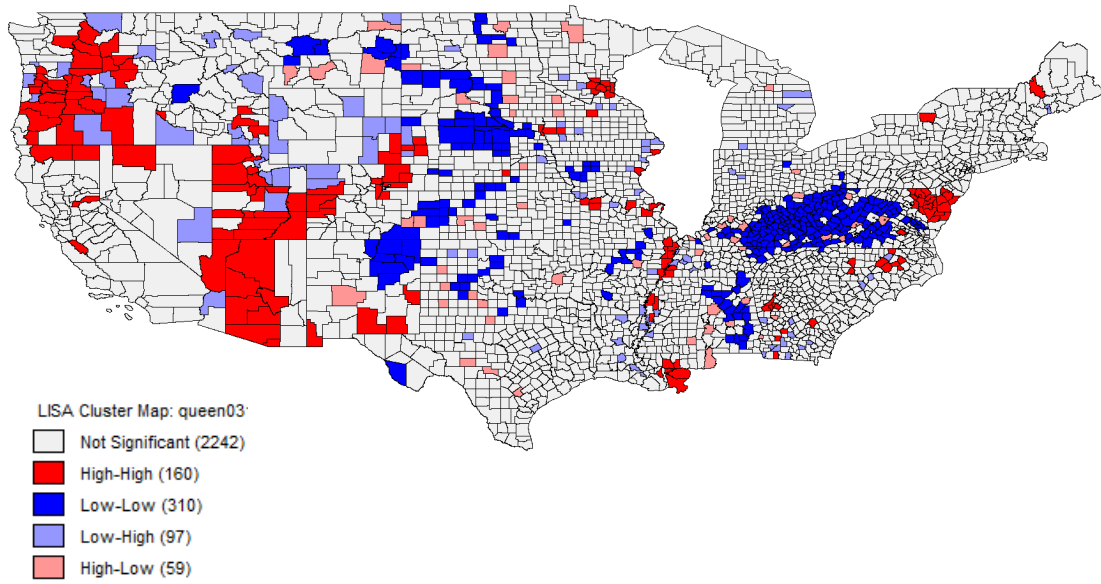 LISA Cluster Map: queen03
Not Significant (2242)
High-High (160)
Low-Low (310)
Low-High (97)
High-Low (59)